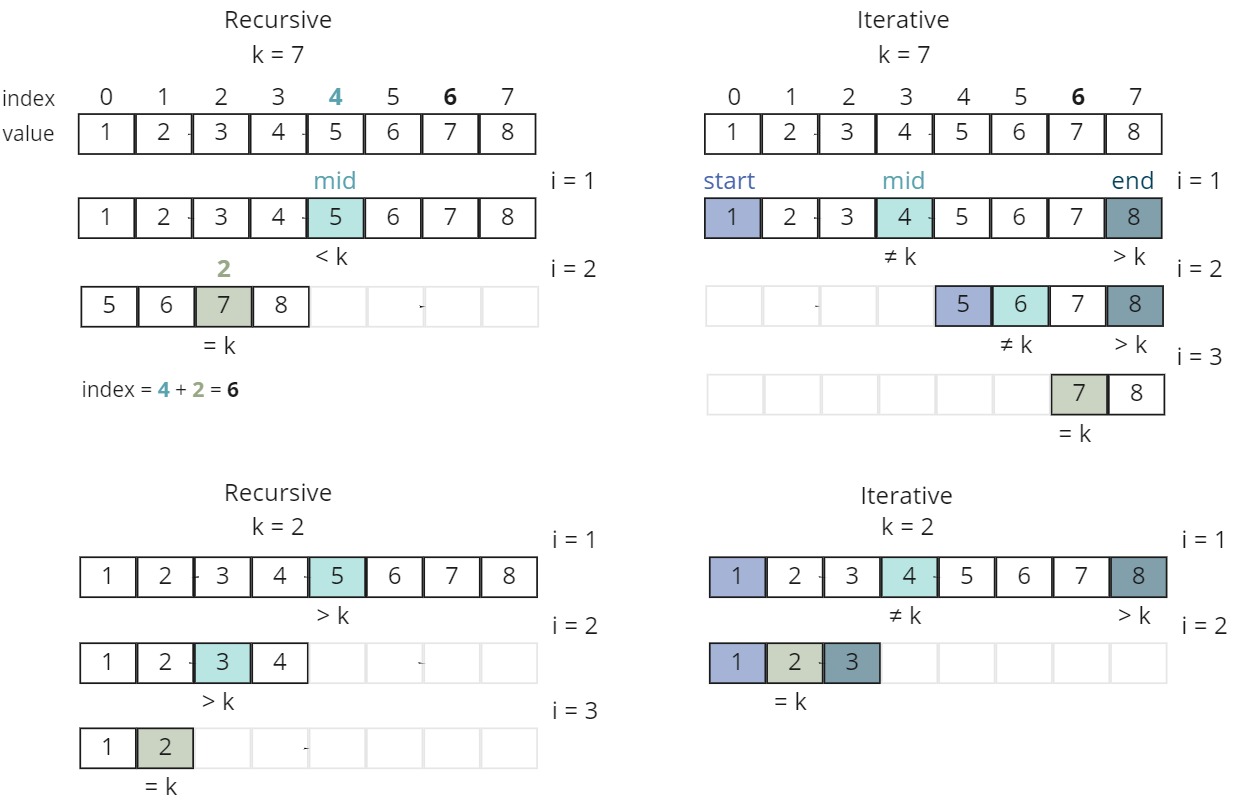 Recursive
k = 7
index 0 1 2 3 4 5 6 7
value 1 2 3 4 5 6 7 8
mid
i = 1
1 2 3 4 5 6 7 8
< k
2
i = 2
5 6 7 8
= k
index = 4 + 2 = 6
Iterative
k = 7
0 1 2 3 4 5 6 7
1 2 3 4 5 6 7 8
start mid end i = 1
1 2 3 4 5 6 7 8
≠ k > k
i = 2
5 6 7 8
≠ k > k
i = 3
7 8
= k
Recursive
k = 2
i = 1
1 2 3 4 5 6 7 8
> k
i = 2
1 2 3 4
> k
i = 3
1 2
= k
Iterative
k = 2
i = 1
1 2 3 4 5 6 7 8
≠ k > k
i = 2
1 2 3
= k